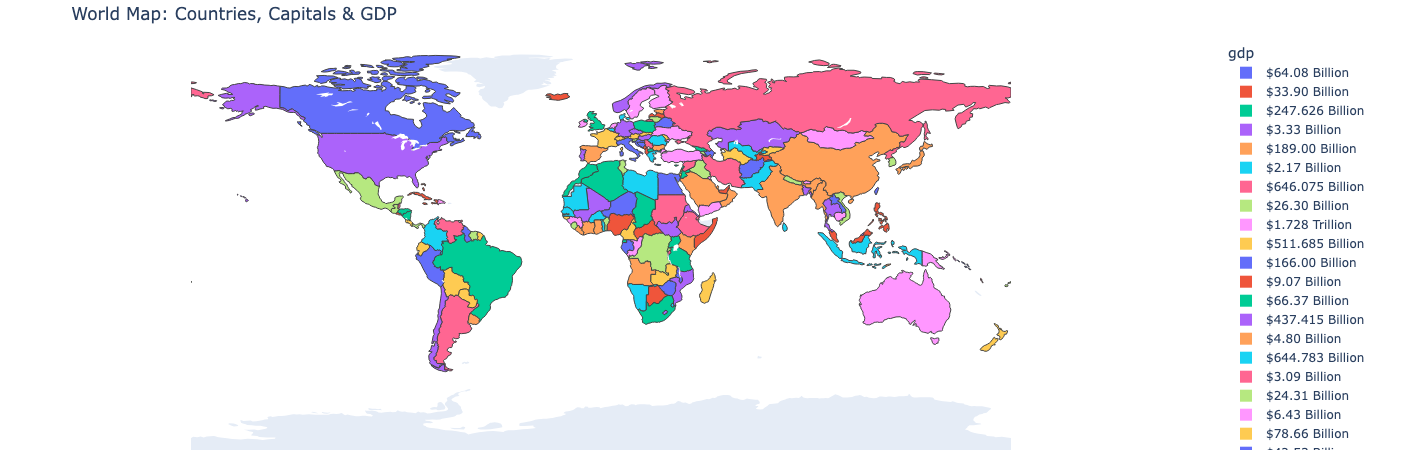 World Map: Countries, Capitals & GDP
gdp
$64.08 Billion
$33.90 Billion
$247.626 Billion
$3.33 Billion
$189.00 Billion
$2.17 Billion
$646.075 Billion
$26.30 Billion
$1.728 Trillion
$511.685 Billion
$166.00 Billion
$9.07 Billion
$66.37 Billion
$437.415 Billion
$4.80 Billion
$644.783 Billion
$3.09 Billion
$24.31 Billion
$6.43 Billion
$78.66 Billion